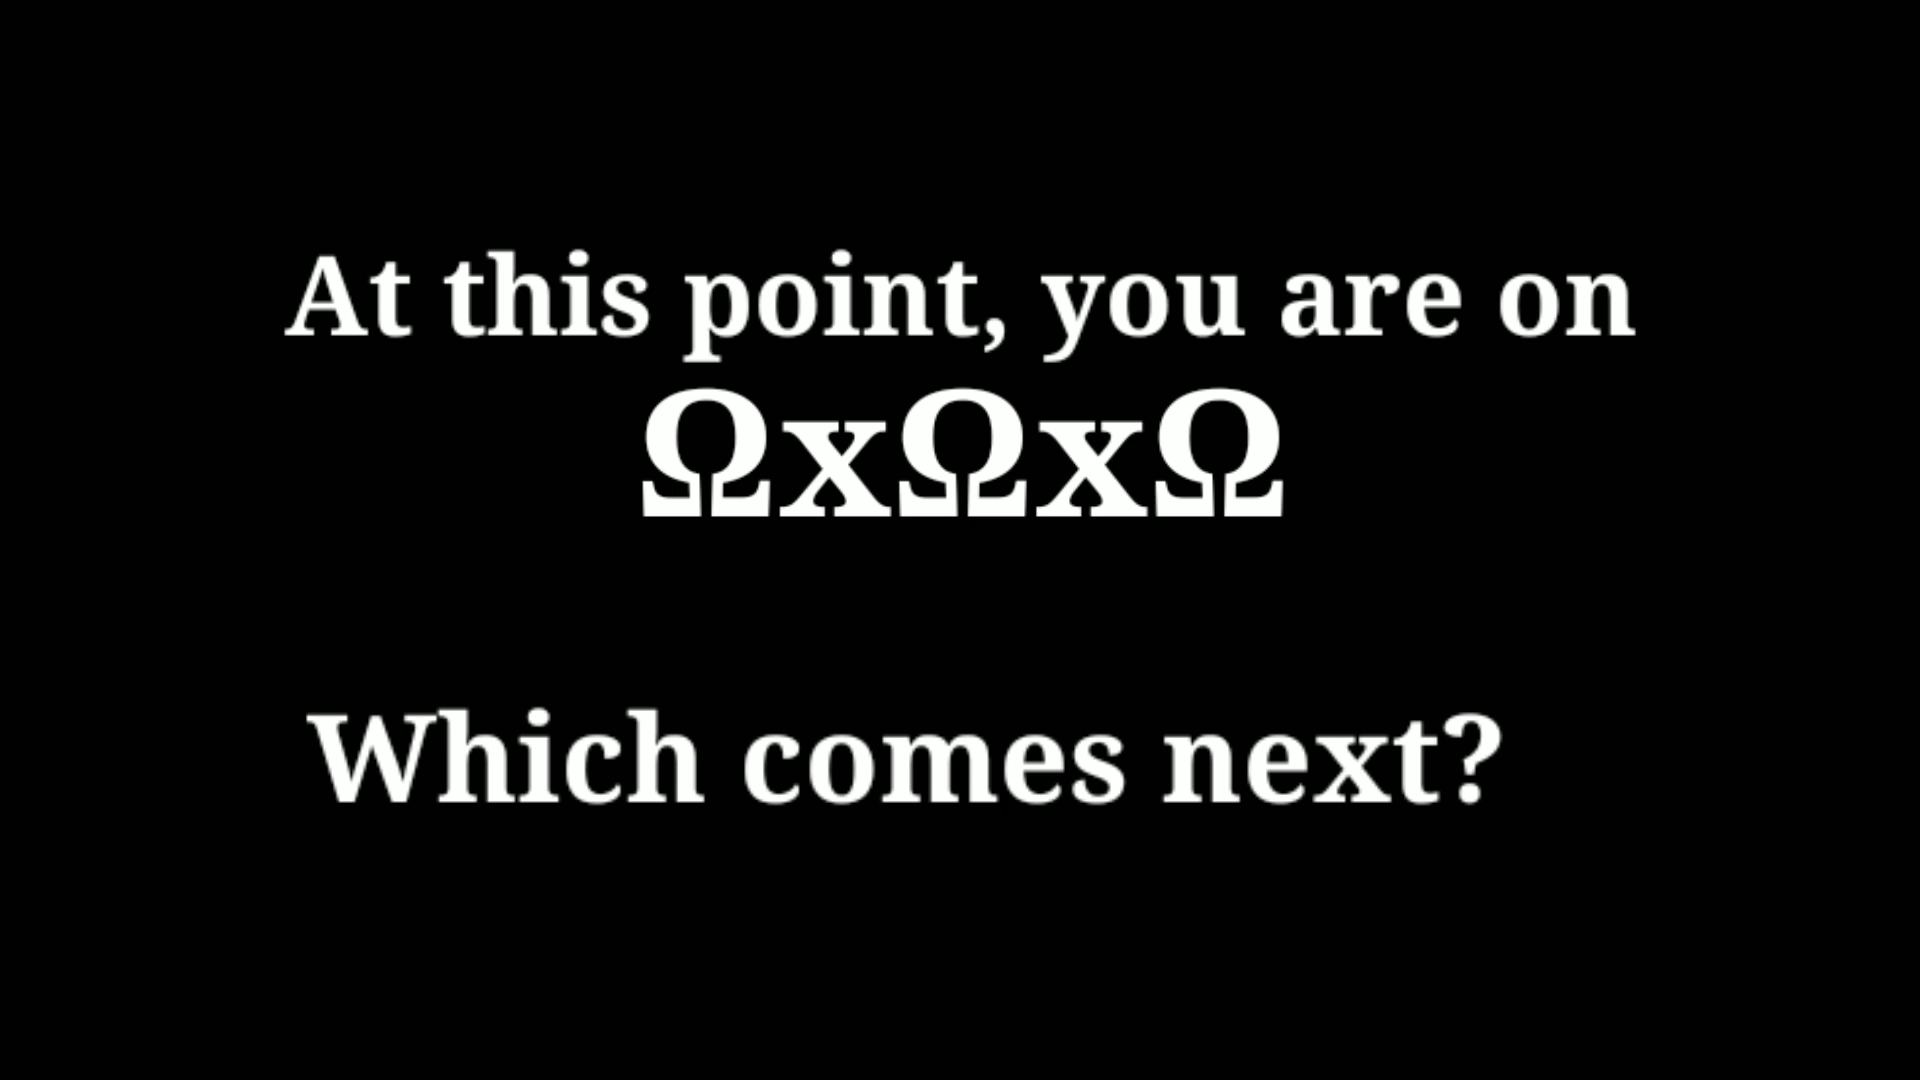 At this point, you are on
ΩxΩxΩ
Which comes next?